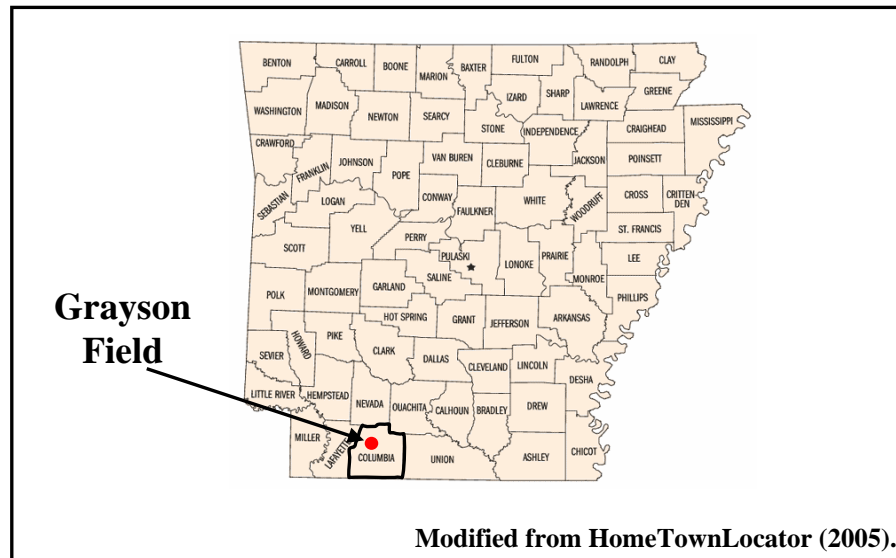 BENTON
CARROLL
BOONE
MARION
BAXTER
FULTON
RANDOLPH
CLAY
IZARD
SHARP
LAWRENCE
GREENE
WASHINGTON
MADISON
NEWTON
SEARCY
STONE
INDEPENDENCE
CRAIGHEAD
MISSISSIPPI
CRAWFORD
FRANKLIN
JOHNSON
POPE
VAN BUREN
CLEBURNE
JACKSON
POINSETT
SEBASTIAN
LOGAN
CONWAY
FAULKNER
WHITE
WOODRUFF
CROSS
CRITTEN-
DEN
SCOTT
YELL
PERRY
PULASKI
ST. FRANCIS
LONOKE
PRAIRIE
MONROE
LEE
PHILLIPS
POLK
MONTGOMERY
GARLAND
SALINE
HOT SPRING
GRANT
JEFFERSON
ARKANSAS
Grayson
Field
SEVIER
HOWARD
PIKE
CLARK
DALLAS
CLEVELAND
LINCOLN
DESHA
LITTLE RIVER
HEMPSTEAD
NEVADA
OUACHITA
CALHOUN
BRADLEY
DREW
MILLER
LAFAYETTE
COLUMBIA
UNION
ASHLEY
CHICOT
Modified from HomeTownLocator (2005).